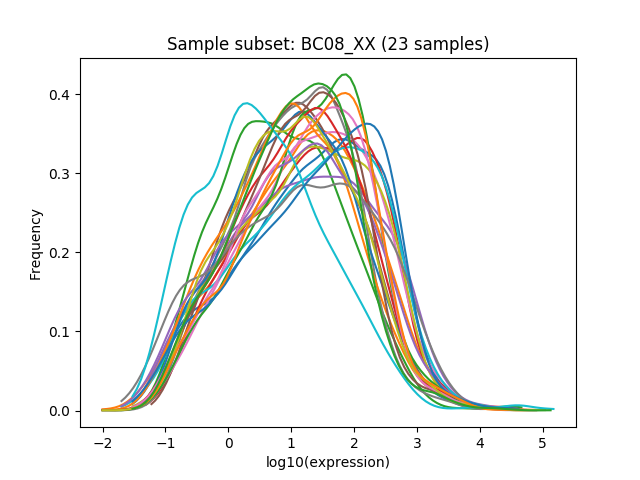 Sample subset: BC08_XX (23 samples)
Frequency
0.4
0.3
0.2
0.1
0.0
−2 −1 0 1 2 3 4 5
log10(expression)